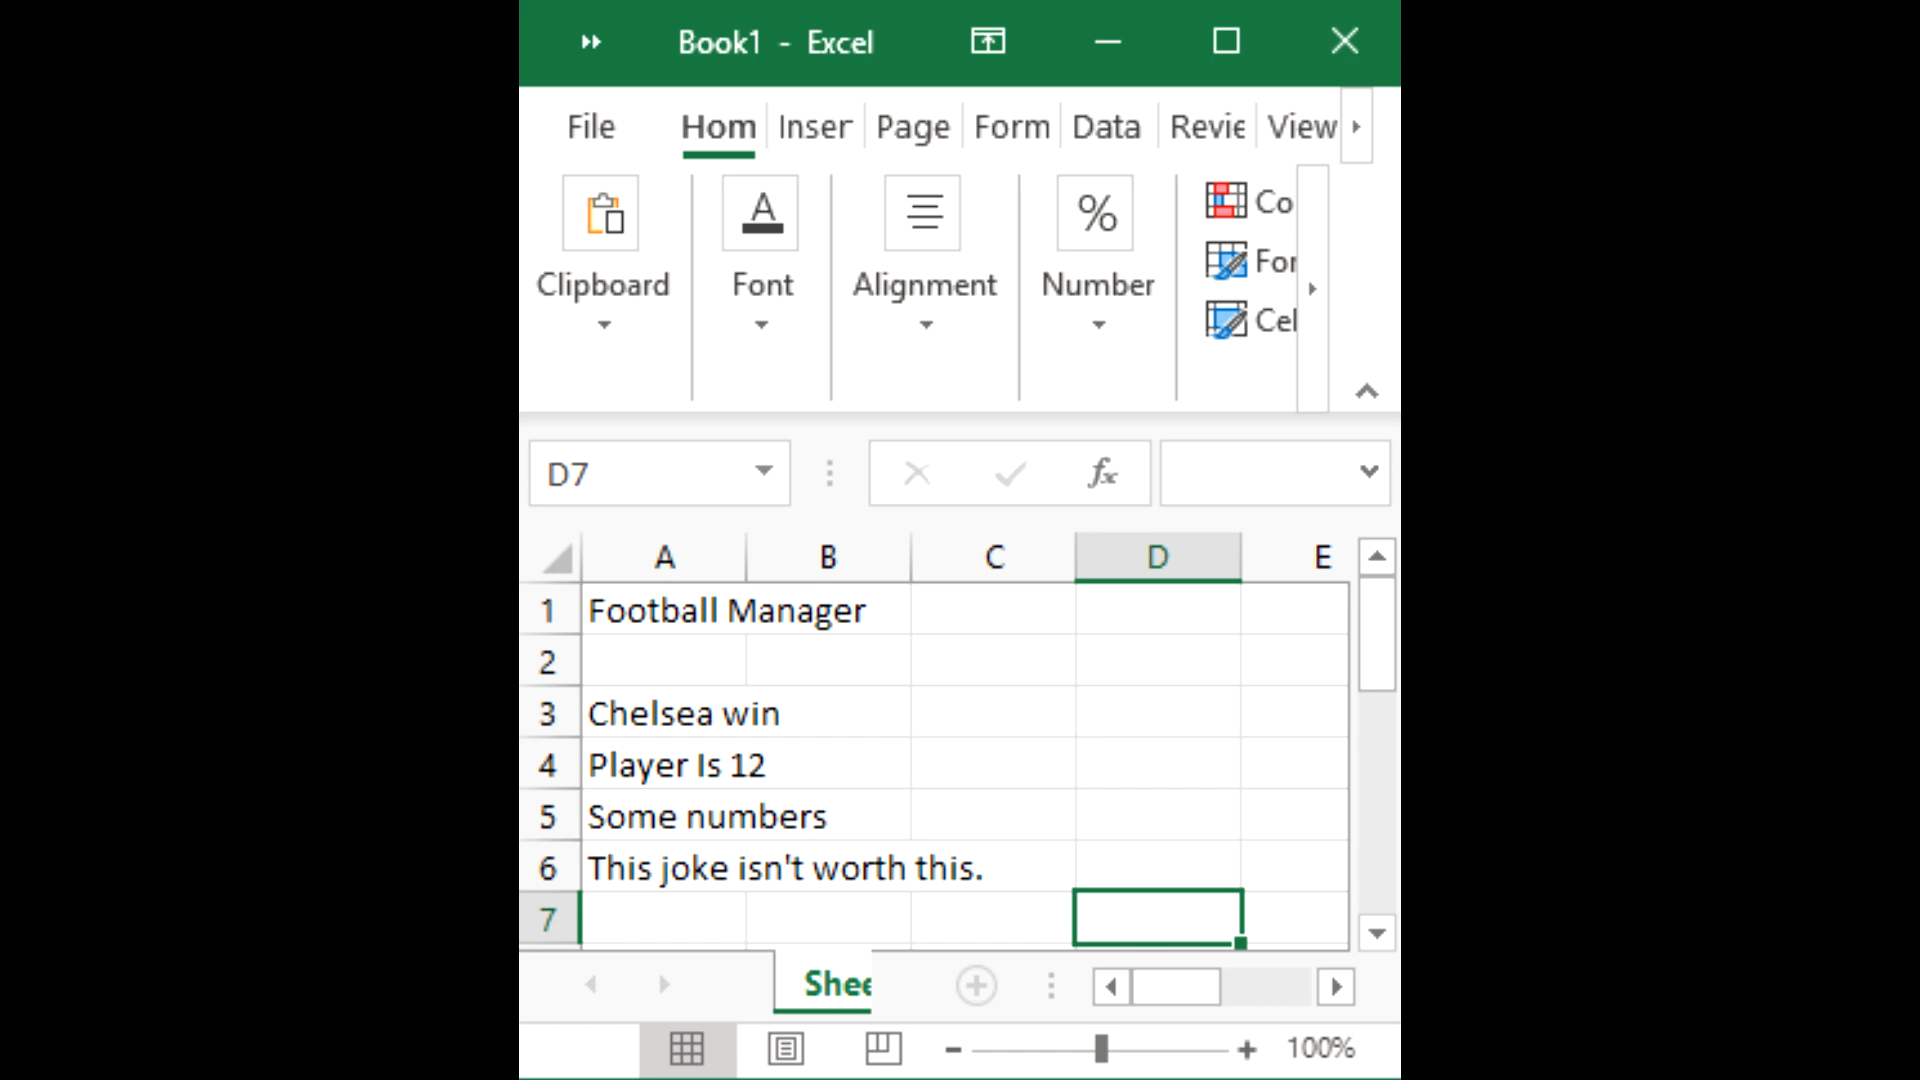 Book1 - Excel
File Hom Inser Page Form Data Revie View
Co
For
Cel
Clipboard Font Alignment Number
D7 fx
A B C D E
1 Football Manager
2
3 Chelsea win
4 Player Is 12
5 Some numbers
6 This joke isn't worth this.
7
Shee
100%